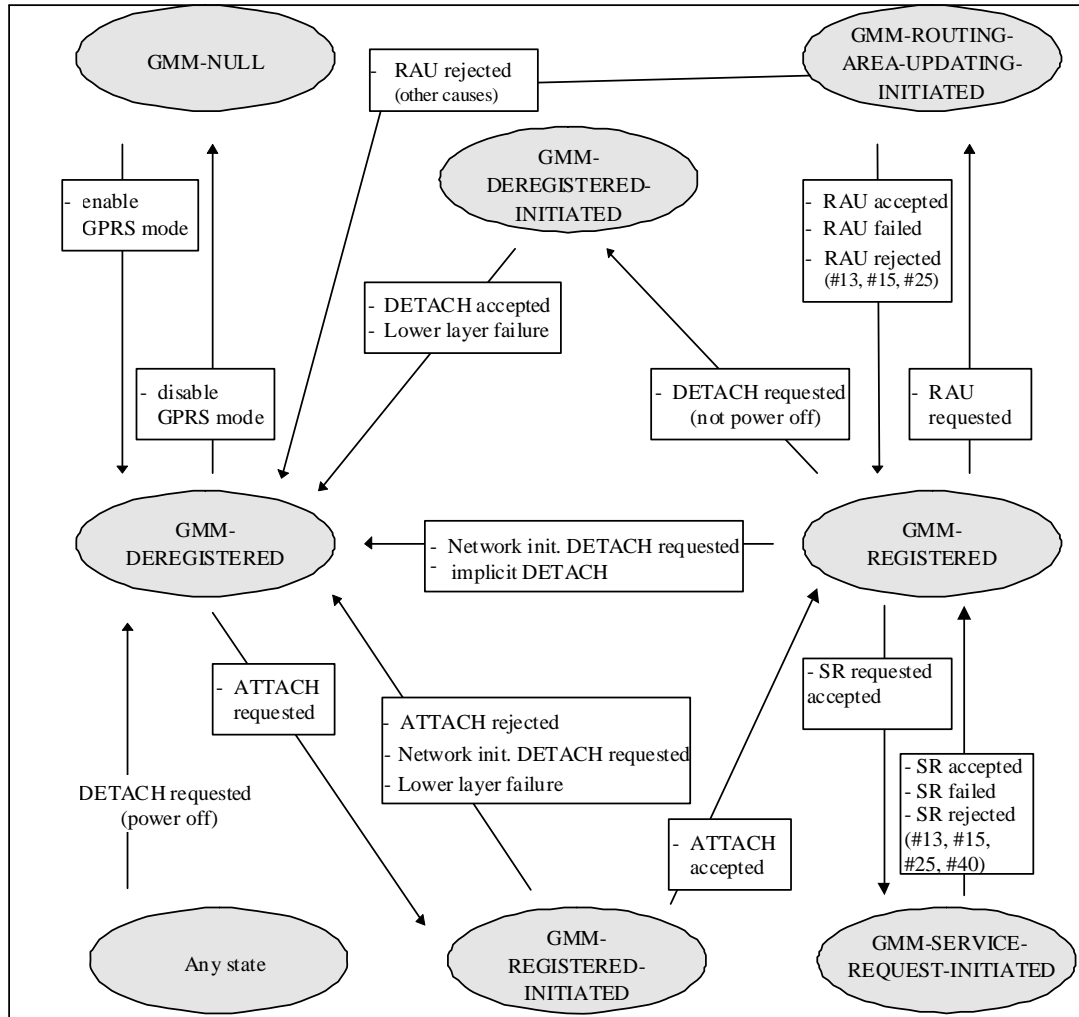 GMM-NULL
- RAU rejected
(other causes)
GMM-ROUTING-
AREA-UPDATING-
INITIATED
GMM-
DEREGISTERED-
INITIATED
- enable
GPRS mode
- RAU accepted
- RAU failed
- RAU rejected
(#13, #15, #25)
- DETACH accepted
- Lower layer failure
- disable
GPRS mode
- DETACH requested
(not power off)
- RAU
requested
GMM-
DEREGISTERED
- Network init. DETACH requested
- implicit DETACH
GMM-
REGISTERED
- ATTACH
requested
- ATTACH rejected
- Network init. DETACH requested
- Lower layer failure
- SR requested
accepted
DETACH requested
(power off)
- ATTACH
accepted
- SR accepted
- SR failed
- SR rejected
(#13, #15,
#25, #40)
Any state
GMM-
REGISTERED-
INITIATED
GMM-SERVICE-
REQUEST-INITIATED